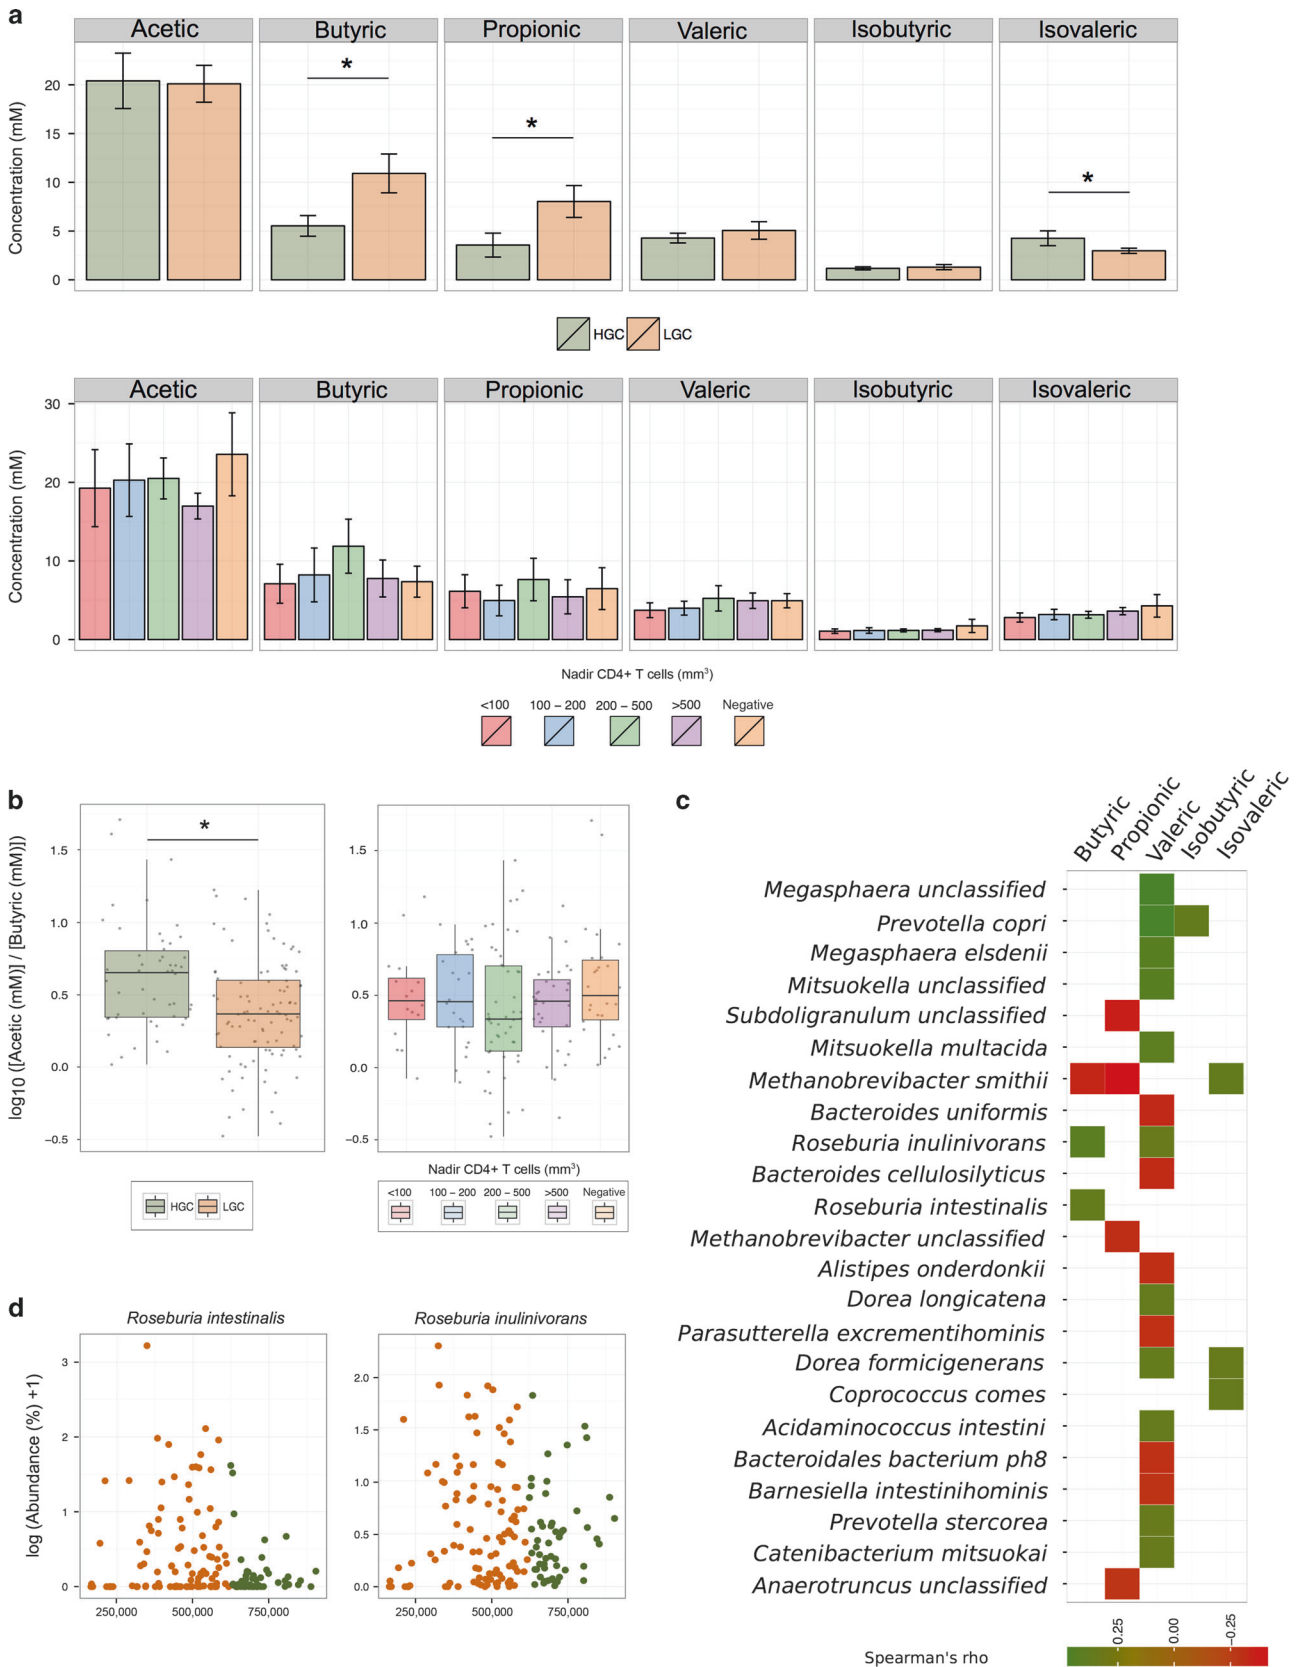 a
Acetic Butyric Propionic Valeric Isobutyric Isovaleric
Concentration (mM)
20
15
10
5
0
* * *
HGC LGC
Acetic Butyric Propionic Valeric Isobutyric Isovaleric
Concentration (mM)
30
20
10
0
Nadir CD4+ T cells (mm³)
<100 100 – 200 200 – 500 >500 Negative
b
log10 ([Acetic (mM)] / [Butyric (mM)])
1.5
1.0
0.5
0.0
−0.5
*
HGC LGC
1.5
1.0
0.5
0.0
−0.5
Nadir CD4+ T cells (mm³)
<100 100 – 200 200 – 500 >500 Negative
c
Butyric Propionic Valeric Isobutyric Isovaleric
Megasphaera unclassified
Prevotella copri
Megasphaera elsdenii
Mitsuokella unclassified
Subdoligranulum unclassified
Mitsuokella multacida
Methanobrevibacter smithii
Bacteroides uniformis
Roseburia inulinivorans
Bacteroides cellulosilyticus
Roseburia intestinalis
Methanobrevibacter unclassified
Alistipes onderdonkii
Dorea longicatena
Parasutterella excrementihominis
Dorea formicigenerans
Coprococcus comes
Acidaminococcus intestini
Bacteroidales bacterium ph8
Barnesiella intestinihominis
Prevotella stercorea
Catenibacterium mitsuokai
Anaerotruncus unclassified
0.25 0.00 −0.25
Spearman's rho
d
Roseburia intestinalis
log (Abundance (%) +1)
3
2
1
0
250,000 500,000 750,000
Roseburia inulinivorans
2.0
1.5
1.0
0.5
0.0
250,000 500,000 750,000